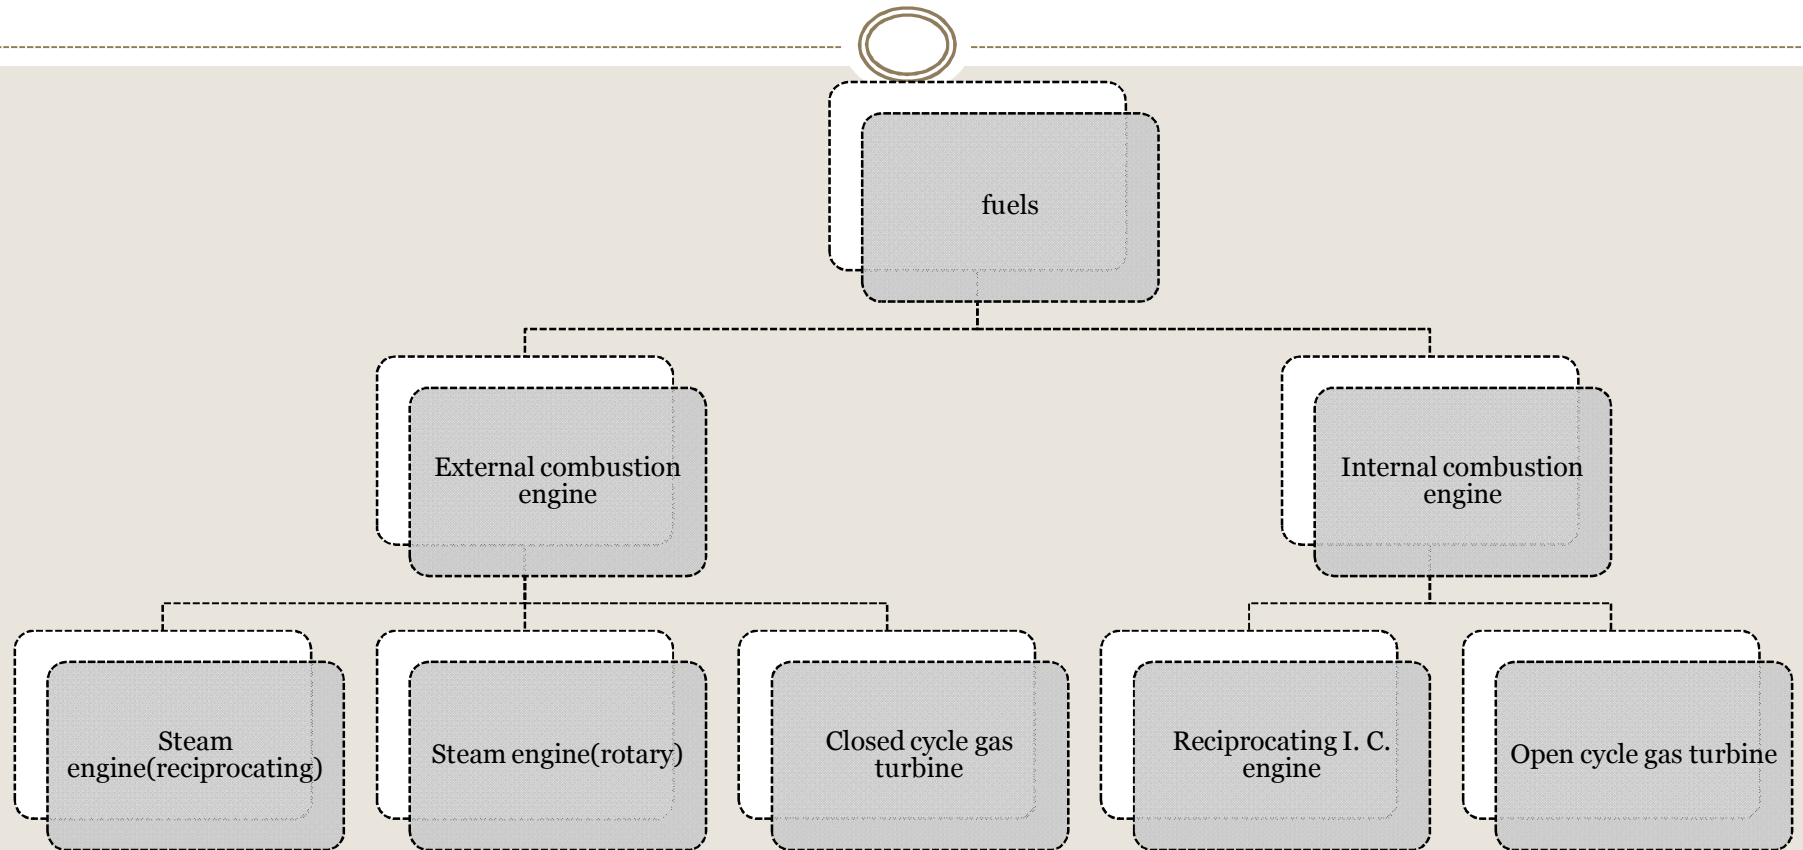 fuels
External combustion
engine
Internal combustion
engine
Steam
engine(reciprocating)
Steam engine(rotary)
Closed cycle gas
turbine
Reciprocating I. C.
engine
Open cycle gas turbine